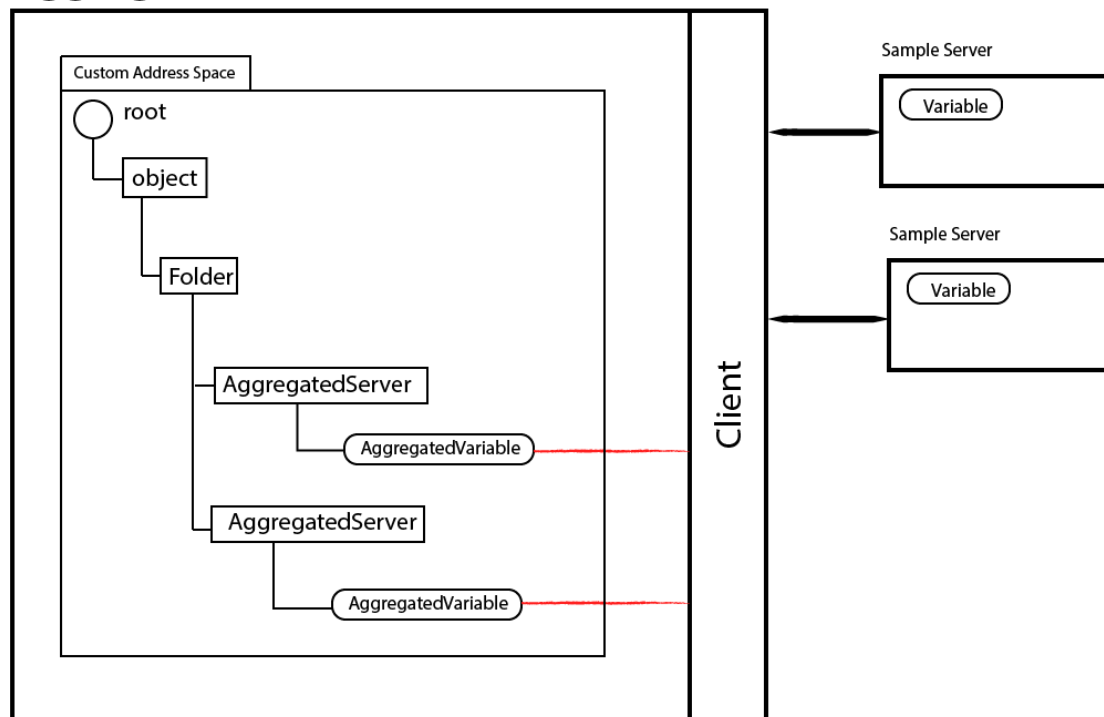 Custom Address Space
root
object
Folder
AggregatedServer
AggregatedVariable
AggregatedServer
AggregatedVariable
Client
Sample Server
Variable
Sample Server
Variable